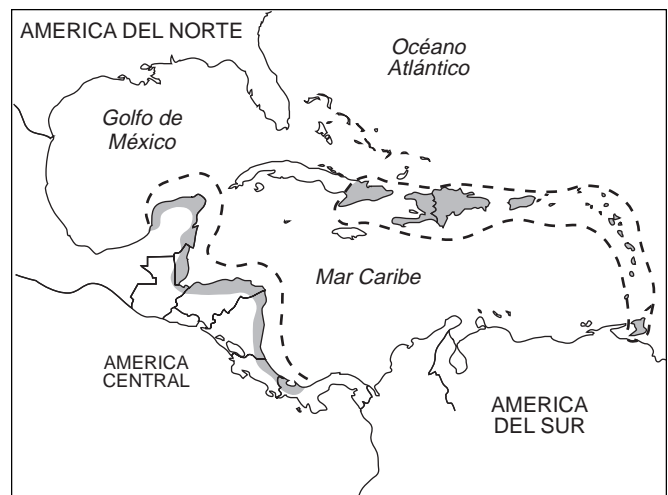 AMERICA DEL NORTE
Océano
Atlántico
Golfo de
México
Mar Caribe
AMERICA
CENTRAL
AMERICA
DEL SUR